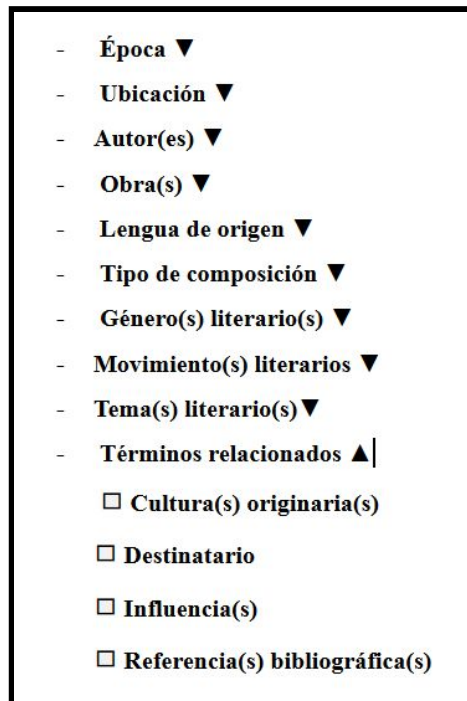 - Época ▼
- Ubicación ▼
- Autor(es) ▼
- Obra(s) ▼
- Lengua de origen ▼
- Tipo de composición ▼
- Género(s) literario(s) ▼
- Movimiento(s) literarios ▼
- Tema(s) literario(s)▼
- Términos relacionados ▲
☐ Cultura(s) originaria(s)
☐ Destinatario
☐ Influencia(s)
☐ Referencia(s) bibliográfica(s)